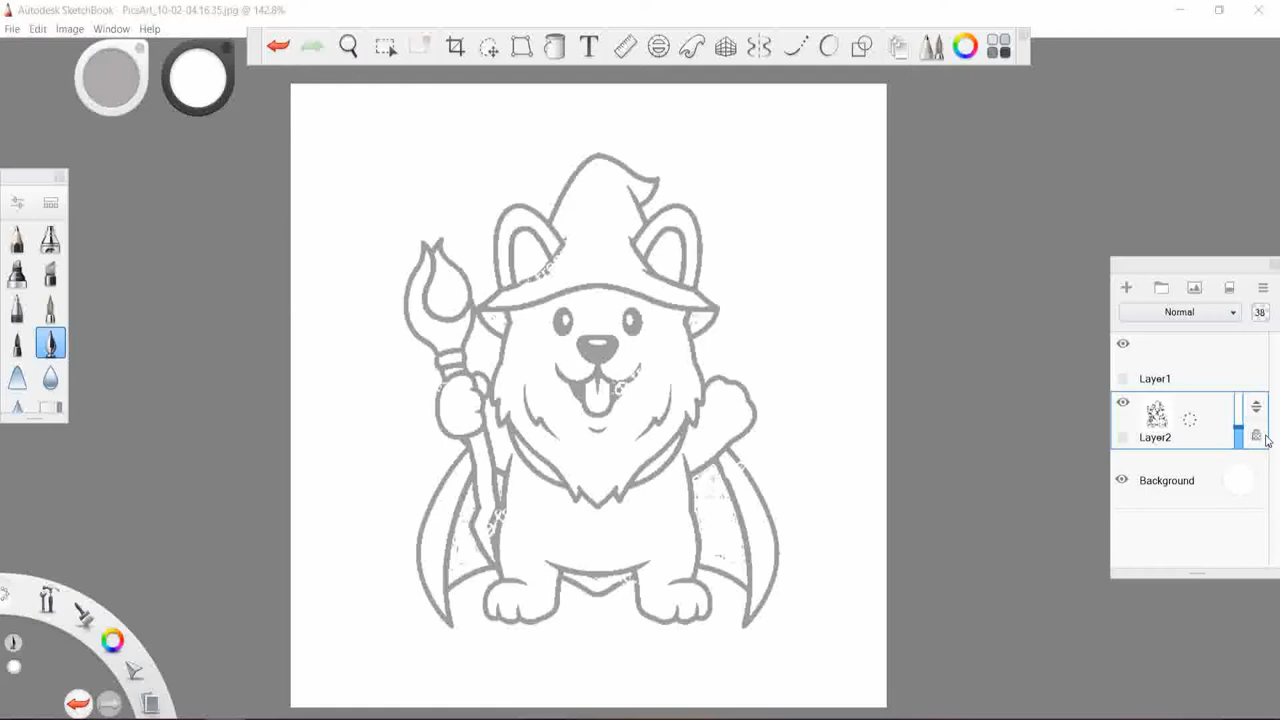 Autodesk SketchBook - PicsArt_10-02-04.16.35.jpg @ 142.8%
File Edit Image Window Help
T
Normal 38
Layer1
Layer2
Background